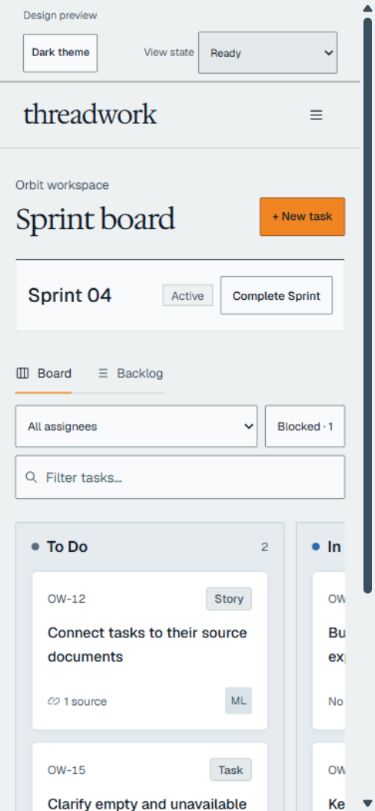 Design preview
Dark theme
View state
Ready
threadwork
Orbit workspace
Sprint board
+ New task
Sprint 04
Active
Complete Sprint
Board
Backlog
All assignees
Blocked · 1
Filter tasks...
To Do
2
In
OW-12
Story
Connect tasks to their source
documents
1 source
ML
No
OW-15
Task
Clarify empty and unavailable